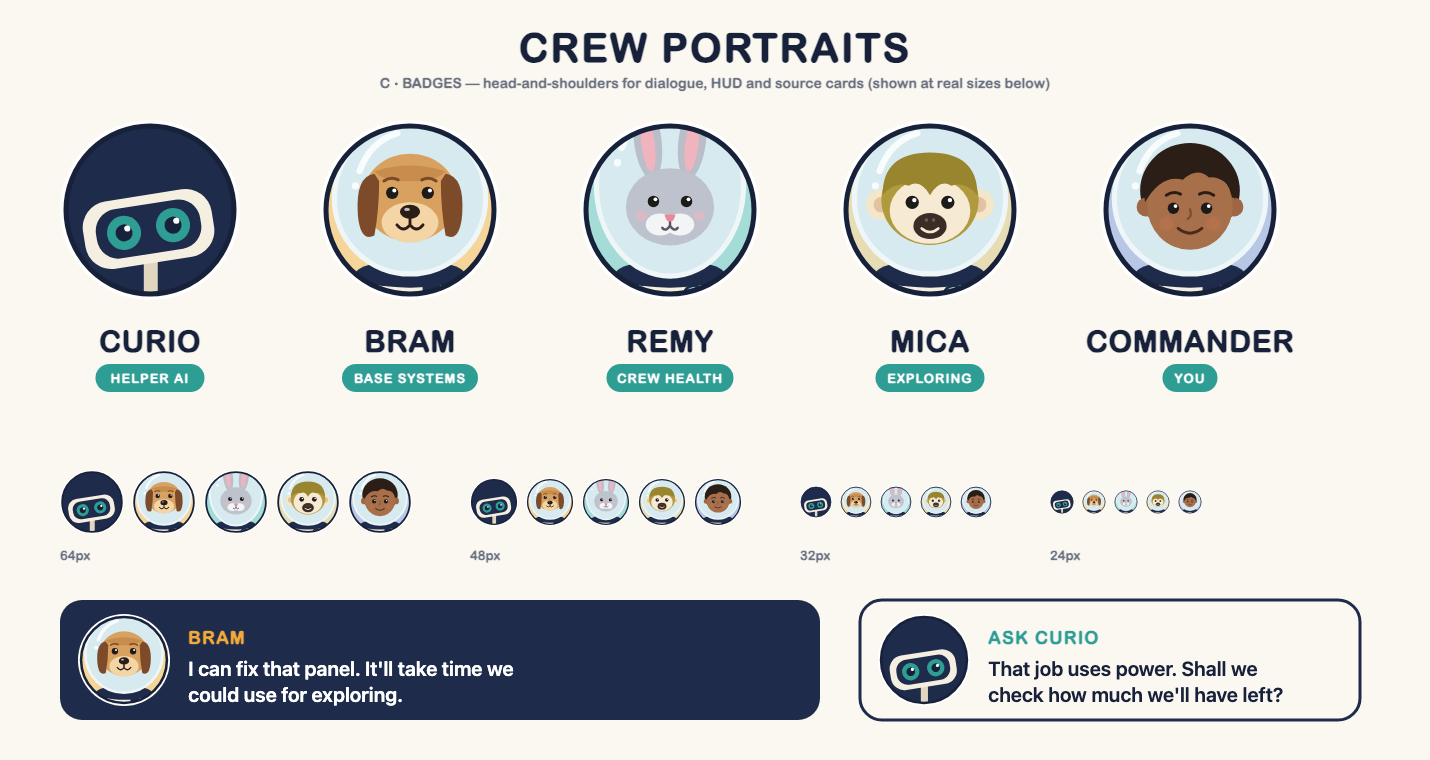 CREW PORTRAITS
C · BADGES — head-and-shoulders for dialogue, HUD and source cards (shown at real sizes below)
CURIO
HELPER AI
BRAM
BASE SYSTEMS
REMY
CREW HEALTH
MICA
EXPLORING
COMMANDER
YOU
64px
48px
32px
24px
BRAM
I can fix that panel. It'll take time we
could use for exploring.
ASK CURIO
That job uses power. Shall we
check how much we'll have left?